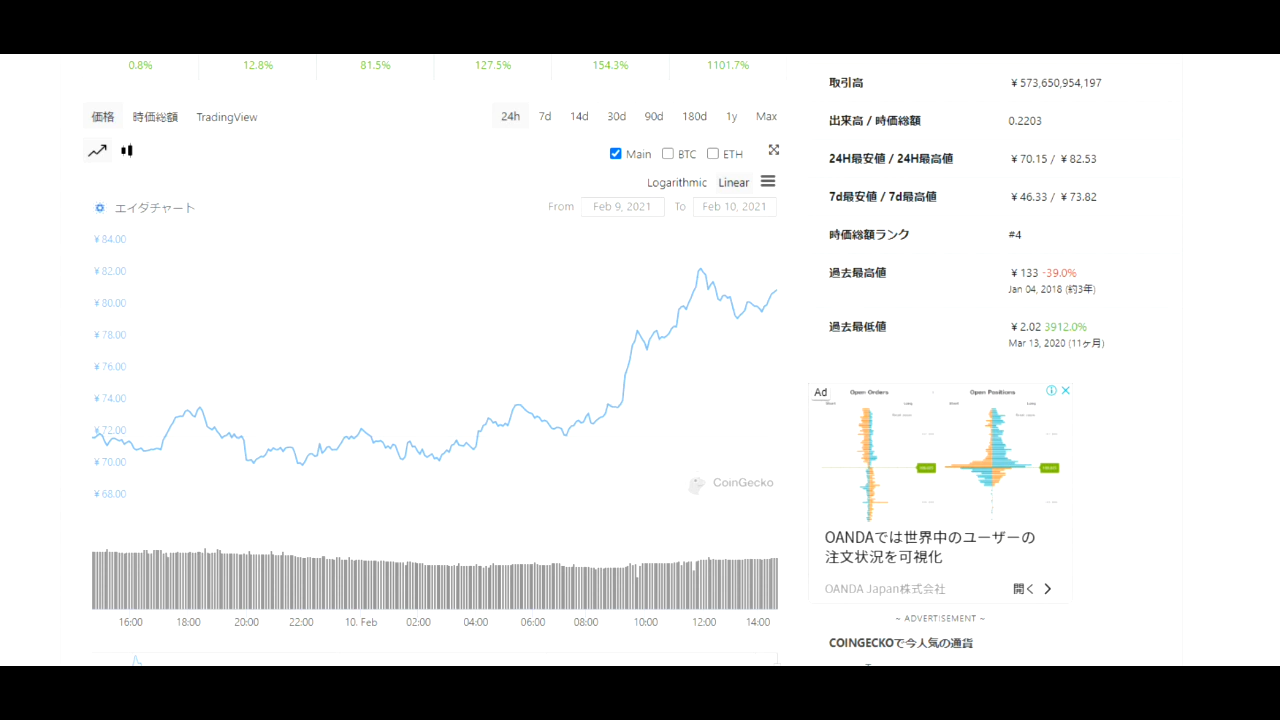 0.8% 12.8% 81.5% 127.5% 154.3% 1101.7%
価格 時価総額 TradingView 24h 7d 14d 30d 90d 180d 1y Max
Main BTC ETH
Logarithmic Linear
エイダチャート From Feb 9, 2021 To Feb 10, 2021
¥84.00
¥82.00
¥80.00
¥78.00
¥76.00
¥74.00
¥72.00
¥70.00
¥68.00
CoinGecko
16:00 18:00 20:00 22:00 10. Feb 02:00 04:00 06:00 08:00 10:00 12:00 14:00
取引高 ¥573,650,954,197
出来高 / 時価総額 0.2203
24H最安値 / 24H最高値 ¥70.15 / ¥82.53
7d最安値 / 7d最高値 ¥46.33 / ¥73.82
時価総額ランク #4
過去最高値 ¥133 -39.0%
Jan 04, 2018 (約3年)
過去最低値 ¥2.02 3912.0%
Mar 13, 2020 (11ヶ月)
Ad Open Orders Open Positions
OANDAでは世界中のユーザーの
注文状況を可視化
OANDA Japan株式会社 開く
~ ADVERTISEMENT ~
COINGECKOで今人気の通貨